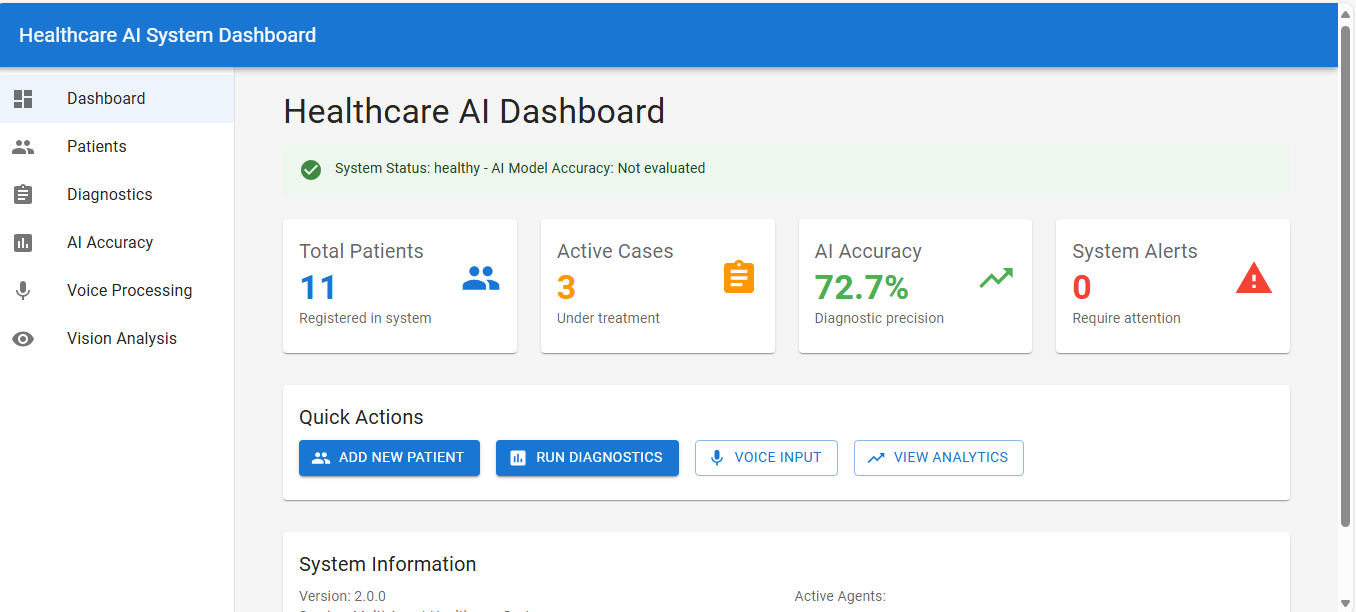 Healthcare AI System Dashboard
Dashboard
Patients
Diagnostics
AI Accuracy
Voice Processing
Vision Analysis
Healthcare AI Dashboard
System Status: healthy - AI Model Accuracy: Not evaluated
Total Patients
11
Registered in system
Active Cases
3
Under treatment
AI Accuracy
72.7%
Diagnostic precision
System Alerts
0
Require attention
Quick Actions
ADD NEW PATIENT
RUN DIAGNOSTICS
VOICE INPUT
VIEW ANALYTICS
System Information
Version: 2.0.0
Active Agents: